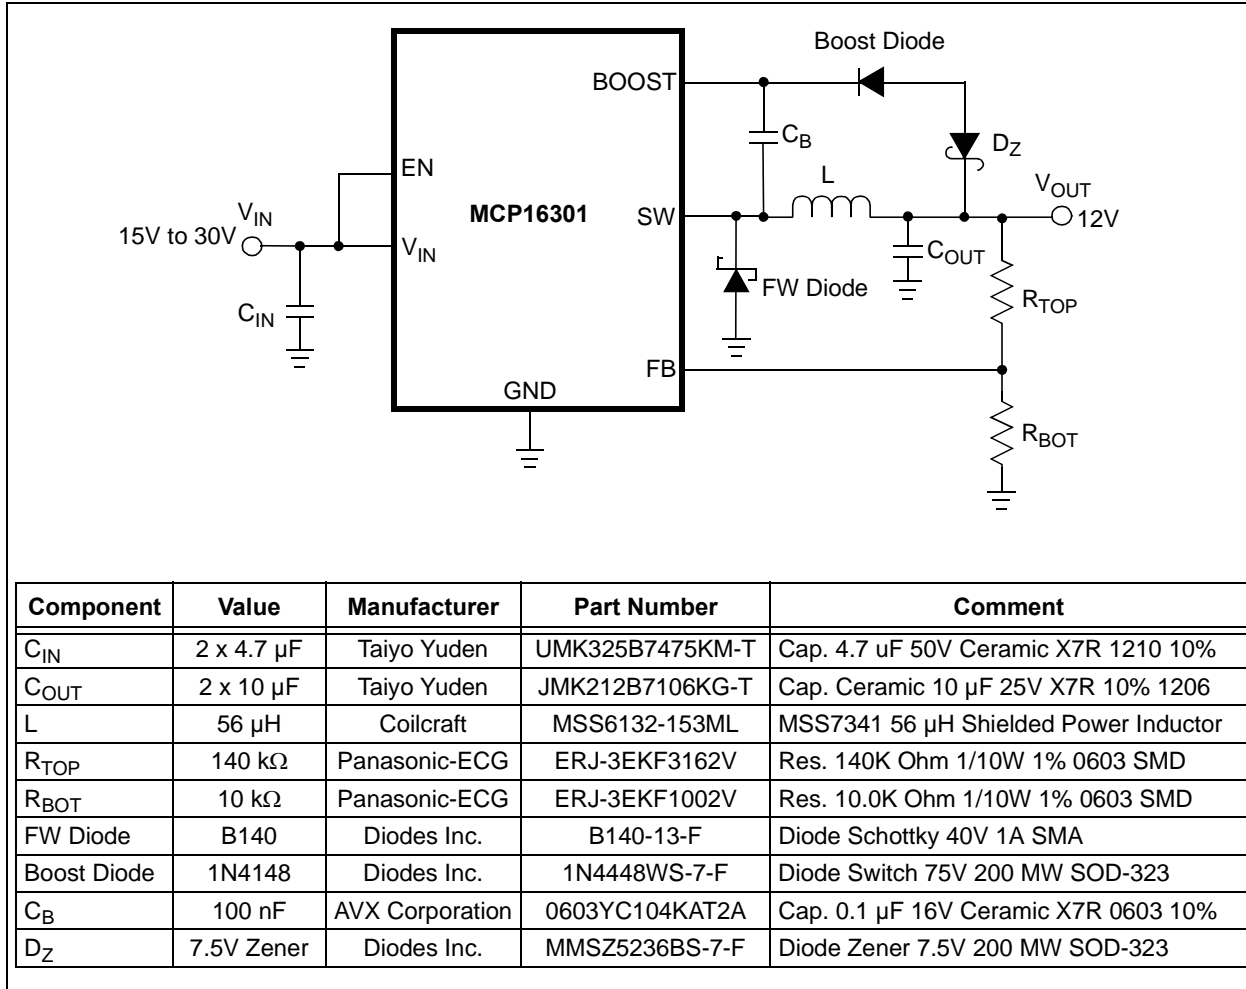 Boost Diode
BOOST
C_B
D_Z
EN
L
V_OUT
V_IN
MCP16301
SW
12V
15V to 30V
V_IN
C_OUT
FW Diode
R_TOP
C_IN
FB
GND
R_BOT
Component Value Manufacturer Part Number Comment
C_IN 2 x 4.7 µF Taiyo Yuden UMK325B7475KM-T Cap. 4.7 uF 50V Ceramic X7R 1210 10%
C_OUT 2 x 10 µF Taiyo Yuden JMK212B7106KG-T Cap. Ceramic 10 µF 25V X7R 10% 1206
L 56 µH Coilcraft MSS6132-153ML MSS7341 56 µH Shielded Power Inductor
R_TOP 140 kΩ Panasonic-ECG ERJ-3EKF3162V Res. 140K Ohm 1/10W 1% 0603 SMD
R_BOT 10 kΩ Panasonic-ECG ERJ-3EKF1002V Res. 10.0K Ohm 1/10W 1% 0603 SMD
FW Diode B140 Diodes Inc. B140-13-F Diode Schottky 40V 1A SMA
Boost Diode 1N4148 Diodes Inc. 1N4448WS-7-F Diode Switch 75V 200 MW SOD-323
C_B 100 nF AVX Corporation 0603YC104KAT2A Cap. 0.1 µF 16V Ceramic X7R 0603 10%
D_Z 7.5V Zener Diodes Inc. MMSZ5236BS-7-F Diode Zener 7.5V 200 MW SOD-323